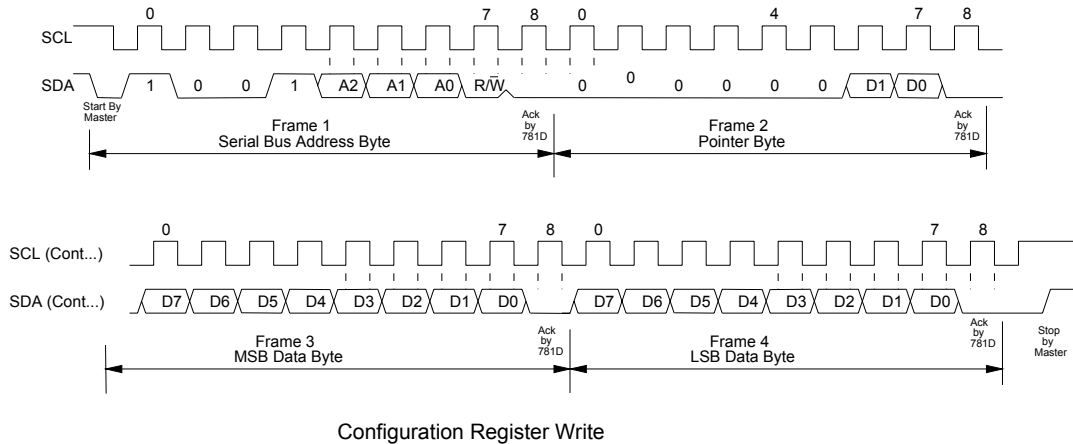 0 7 8 0 4 7 8
SCL
SDA 1 0 0 1 A2 A1 A0 R/W̅ 0 0 0 0 0 0 D1 D0
Start By
Master
Ack
by
781D
Ack
by
781D
Frame 1
Serial Bus Address Byte
Frame 2
Pointer Byte
0 7 8 0 7 8
SCL (Cont...)
SDA (Cont...) D7 D6 D5 D4 D3 D2 D1 D0 D7 D6 D5 D4 D3 D2 D1 D0
Ack
by
781D
Ack
by
781D
Stop
by
Master
Frame 3
MSB Data Byte
Frame 4
LSB Data Byte
Configuration Register Write